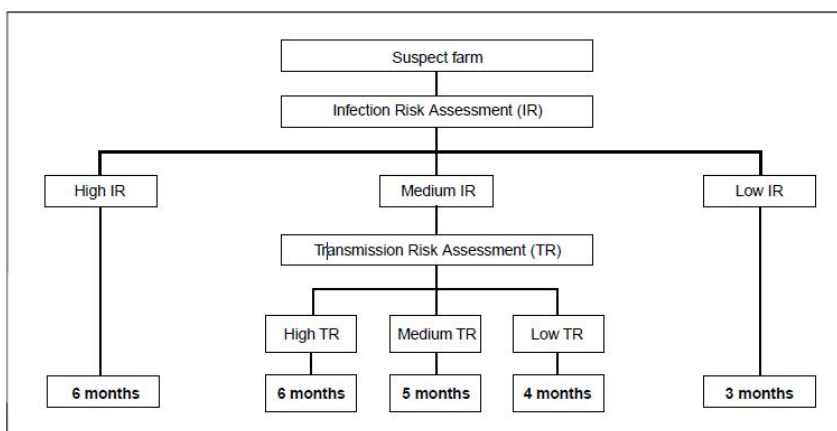 Suspect farm
Infection Risk Assessment (IR)
High IR
Medium IR
Low IR
Transmission Risk Assessment (TR)
High TR
Medium TR
Low TR
6 months
6 months
5 months
4 months
3 months